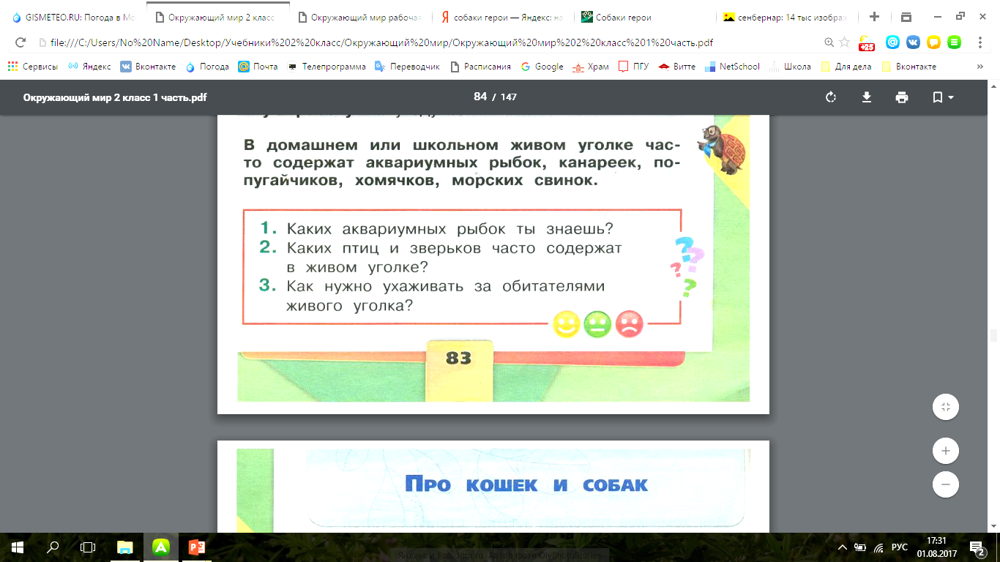 GISMETEO.RU: Погода в Мо
Окружающий мир 2 класс
Окружающий мир рабочая
собаки герои — Яндекс: на
Собаки герои
сенбернар: 14 тыс изображ
file:///C:/Users/No%20Name/Desktop/Учебники%202%20класс/Окружающий%20мир/Окружающий%20мир%202%20класс%201%20часть.pdf
+25
Сервисы Яндекс Вконтакте Погода Почта Телепрограмма Переводчик Расписания Google Храм ПГУ Витте NetSchool Школа Для дела Вконтакте »
Окружающий мир 2 класс 1 часть.pdf
84 / 147
В домашнем или школьном живом уголке час-
то содержат аквариумных рыбок, канареек, по-
пугайчиков, хомячков, морских свинок.
1. Каких аквариумных рыбок ты знаешь?
2. Каких птиц и зверьков часто содержат
в живом уголке?
3. Как нужно ухаживать за обитателями
живого уголка?
? ? ? ?
83
Про кошек и собак
РУС
17:31
01.08.2017
2